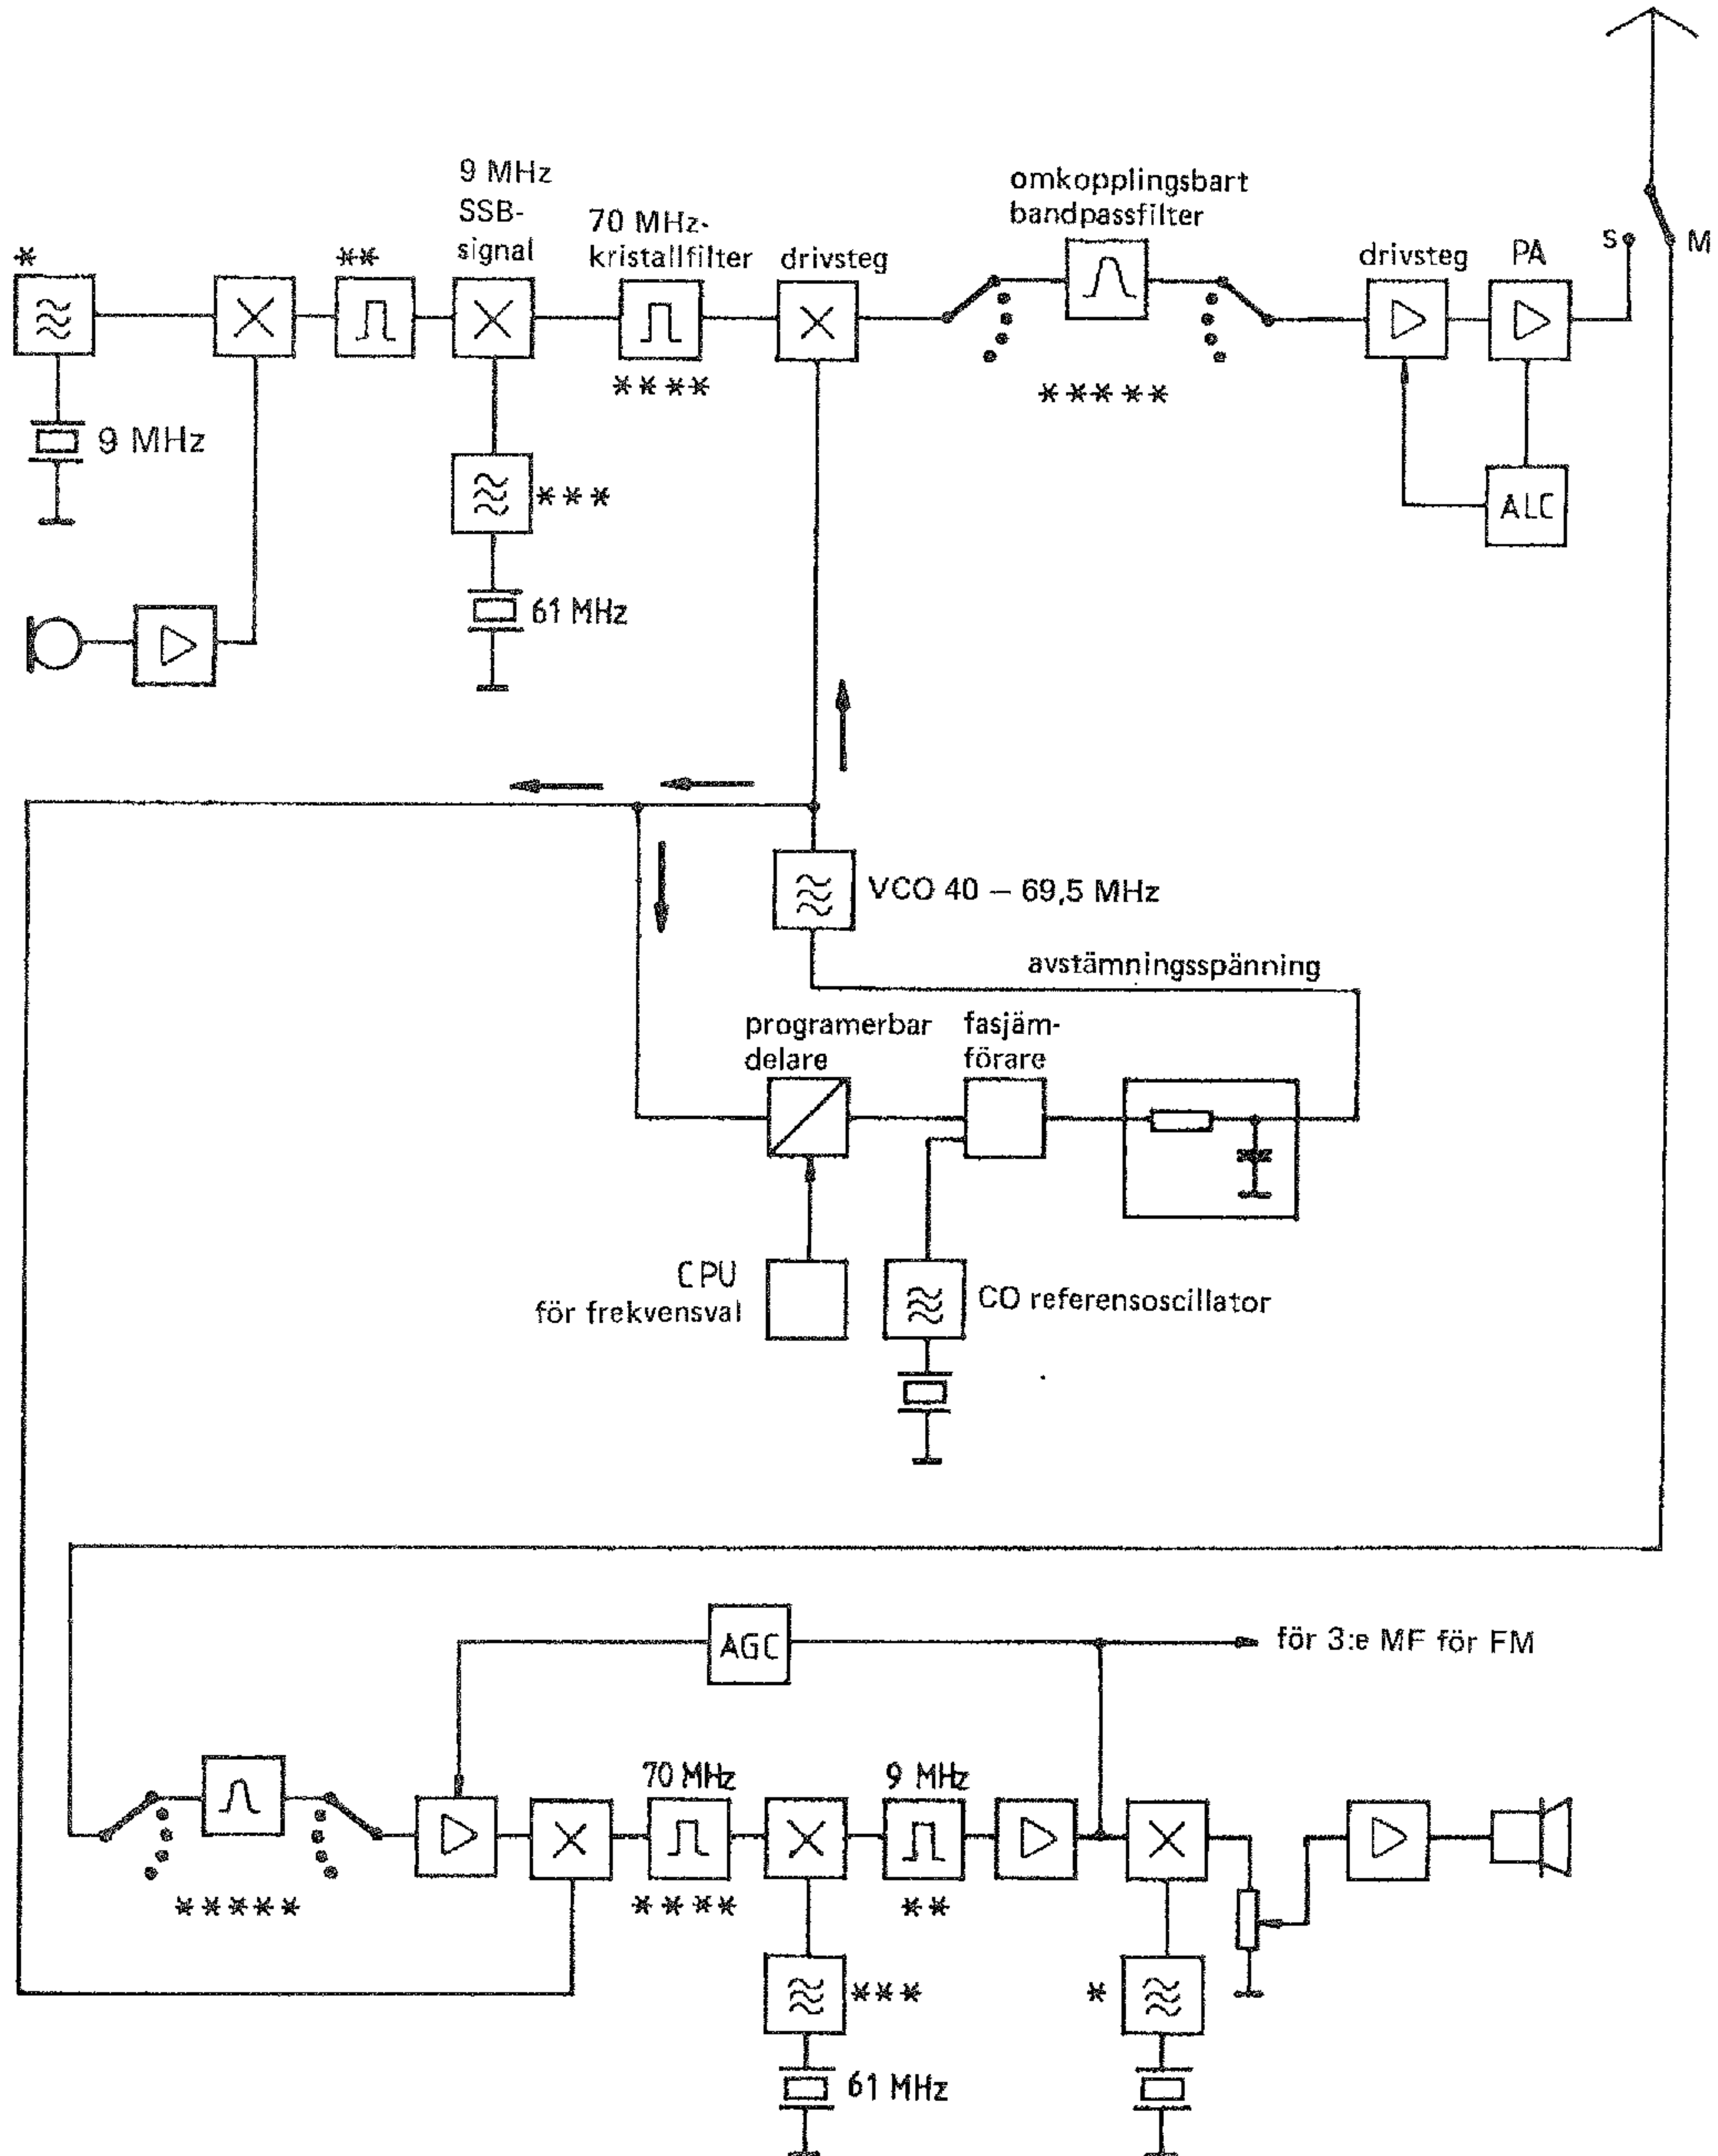 9 MHz
SSB-
signal
70 MHz-
kristallfilter
drivsteg
omkopplingsbart
bandpassfilter
drivsteg
PA
S
M
*
**
****
*****
9 MHz
***
ALC
61 MHz
VCO 40 – 69,5 MHz
avstämningsspänning
programerbar
delare
fasjäm-
förare
CPU
för frekvensval
CO referensoscillator
AGC
för 3:e MF för FM
70 MHz
9 MHz
*****
****
**
***
*
61 MHz